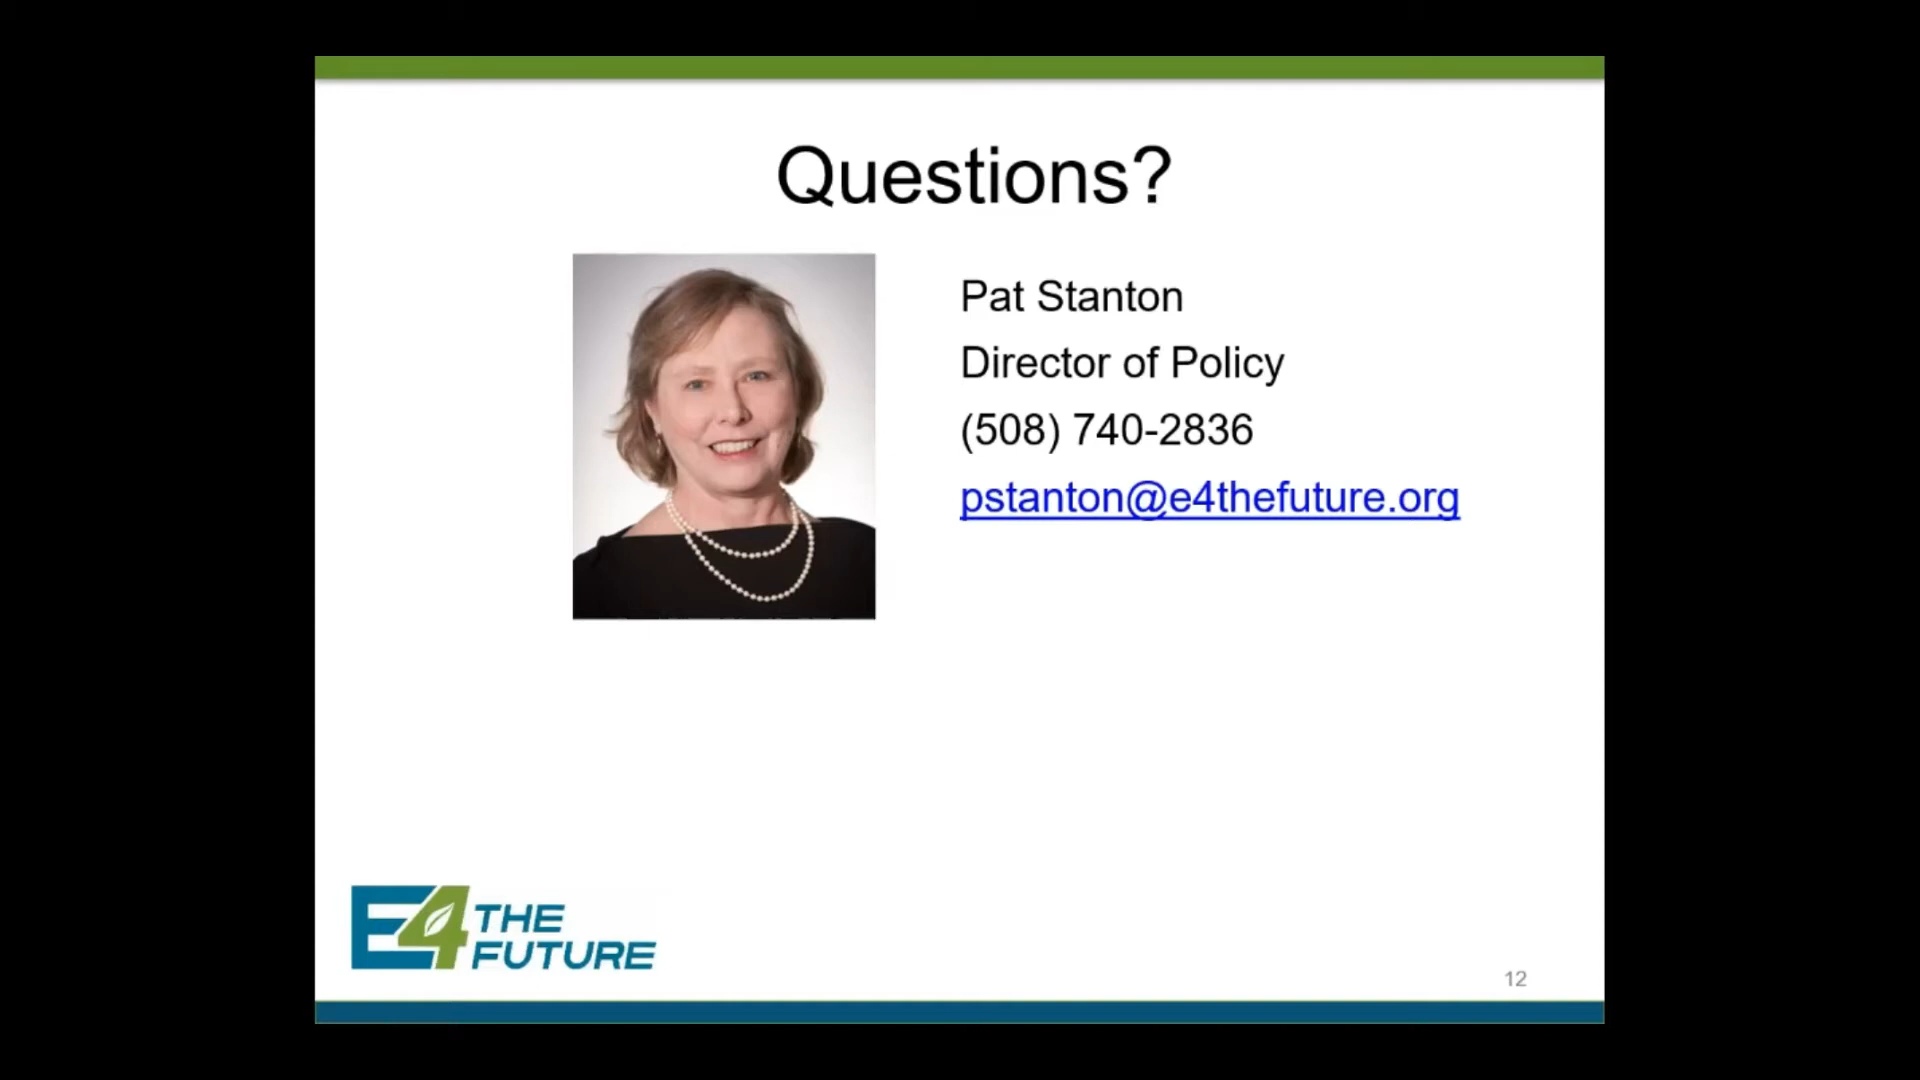 Questions?
Pat Stanton
Director of Policy
(508) 740-2836
pstanton@e4thefuture.org
E4 THE
FUTURE
12